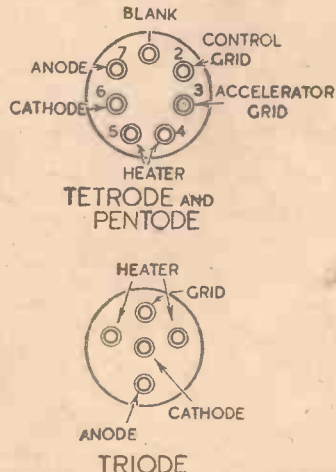 BLANK
CONTROL
GRID
ANODE
7
2
6
3
ACCELERATOR
GRID
CATHODE
5
4
HEATER
TETRODE AND
PENTODE
HEATER
GRID
CATHODE
ANODE
TRIODE